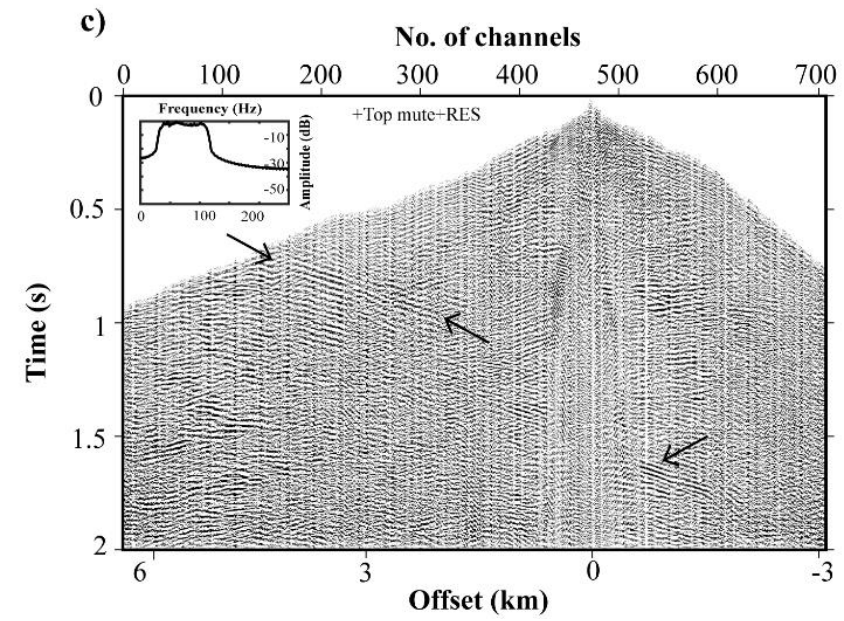 c)
No. of channels
0 100 200 300 400 500 600 700
Frequency (Hz)
+Top mute+RES
-10
-30
-50
Amplitude (dB)
0 100 200
0
0.5
1
1.5
2
Time (s)
6 3 0 -3
Offset (km)